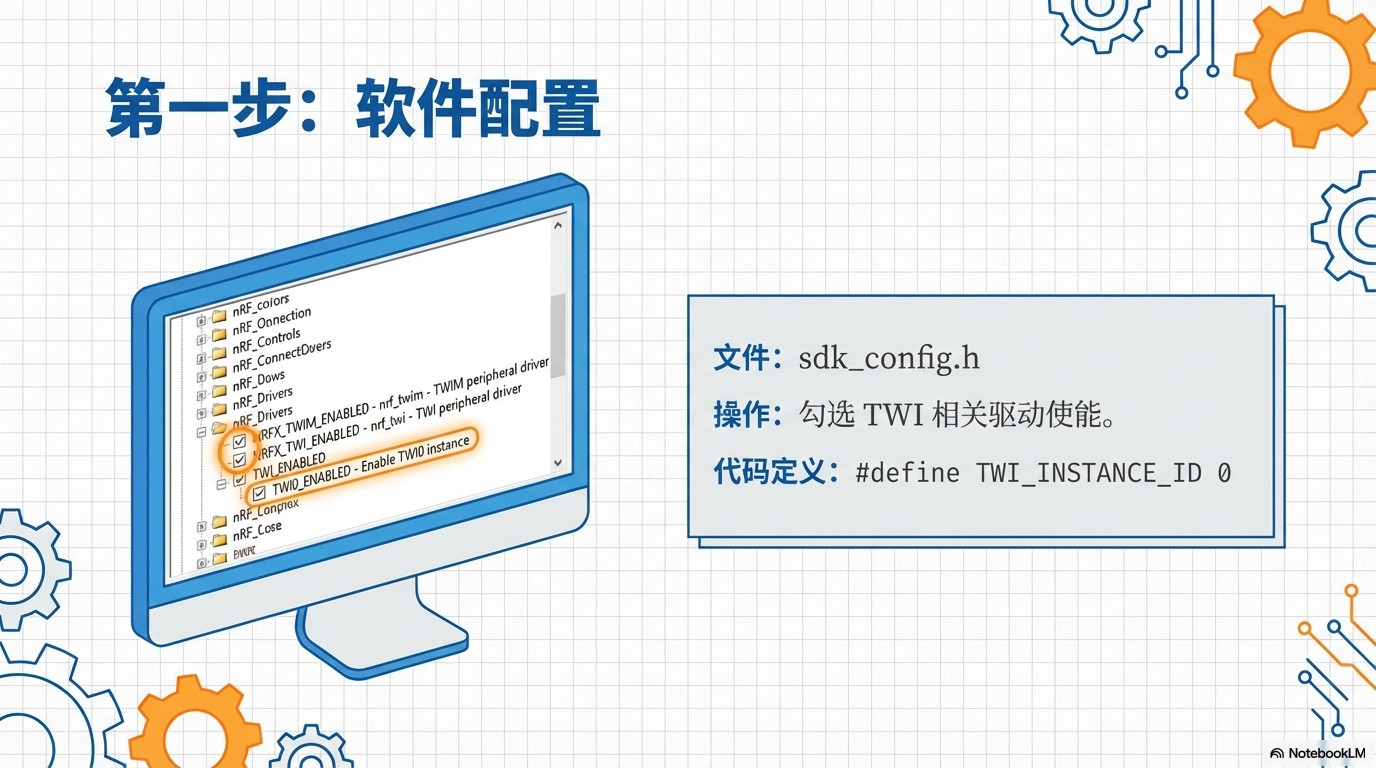 第一步：软件配置
nRF_colors
nRF_Onnection
nRF_Controls
nRF_ConnectDvers
nRF_Dows
nRF_Drivers
nRF_Drivers
NRFX_TWIM_ENABLED - nrf_twim - TWIM peripheral driver
NRFX_TWI_ENABLED - nrf_twi - TWI peripheral driver
TWI_ENABLED
TWI0_ENABLED - Enable TWI0 instance
nRF_Conplex
nRF_Cose
文件：sdk_config.h
操作：勾选 TWI 相关驱动使能。
代码定义：#define TWI_INSTANCE_ID 0
NotebookLM